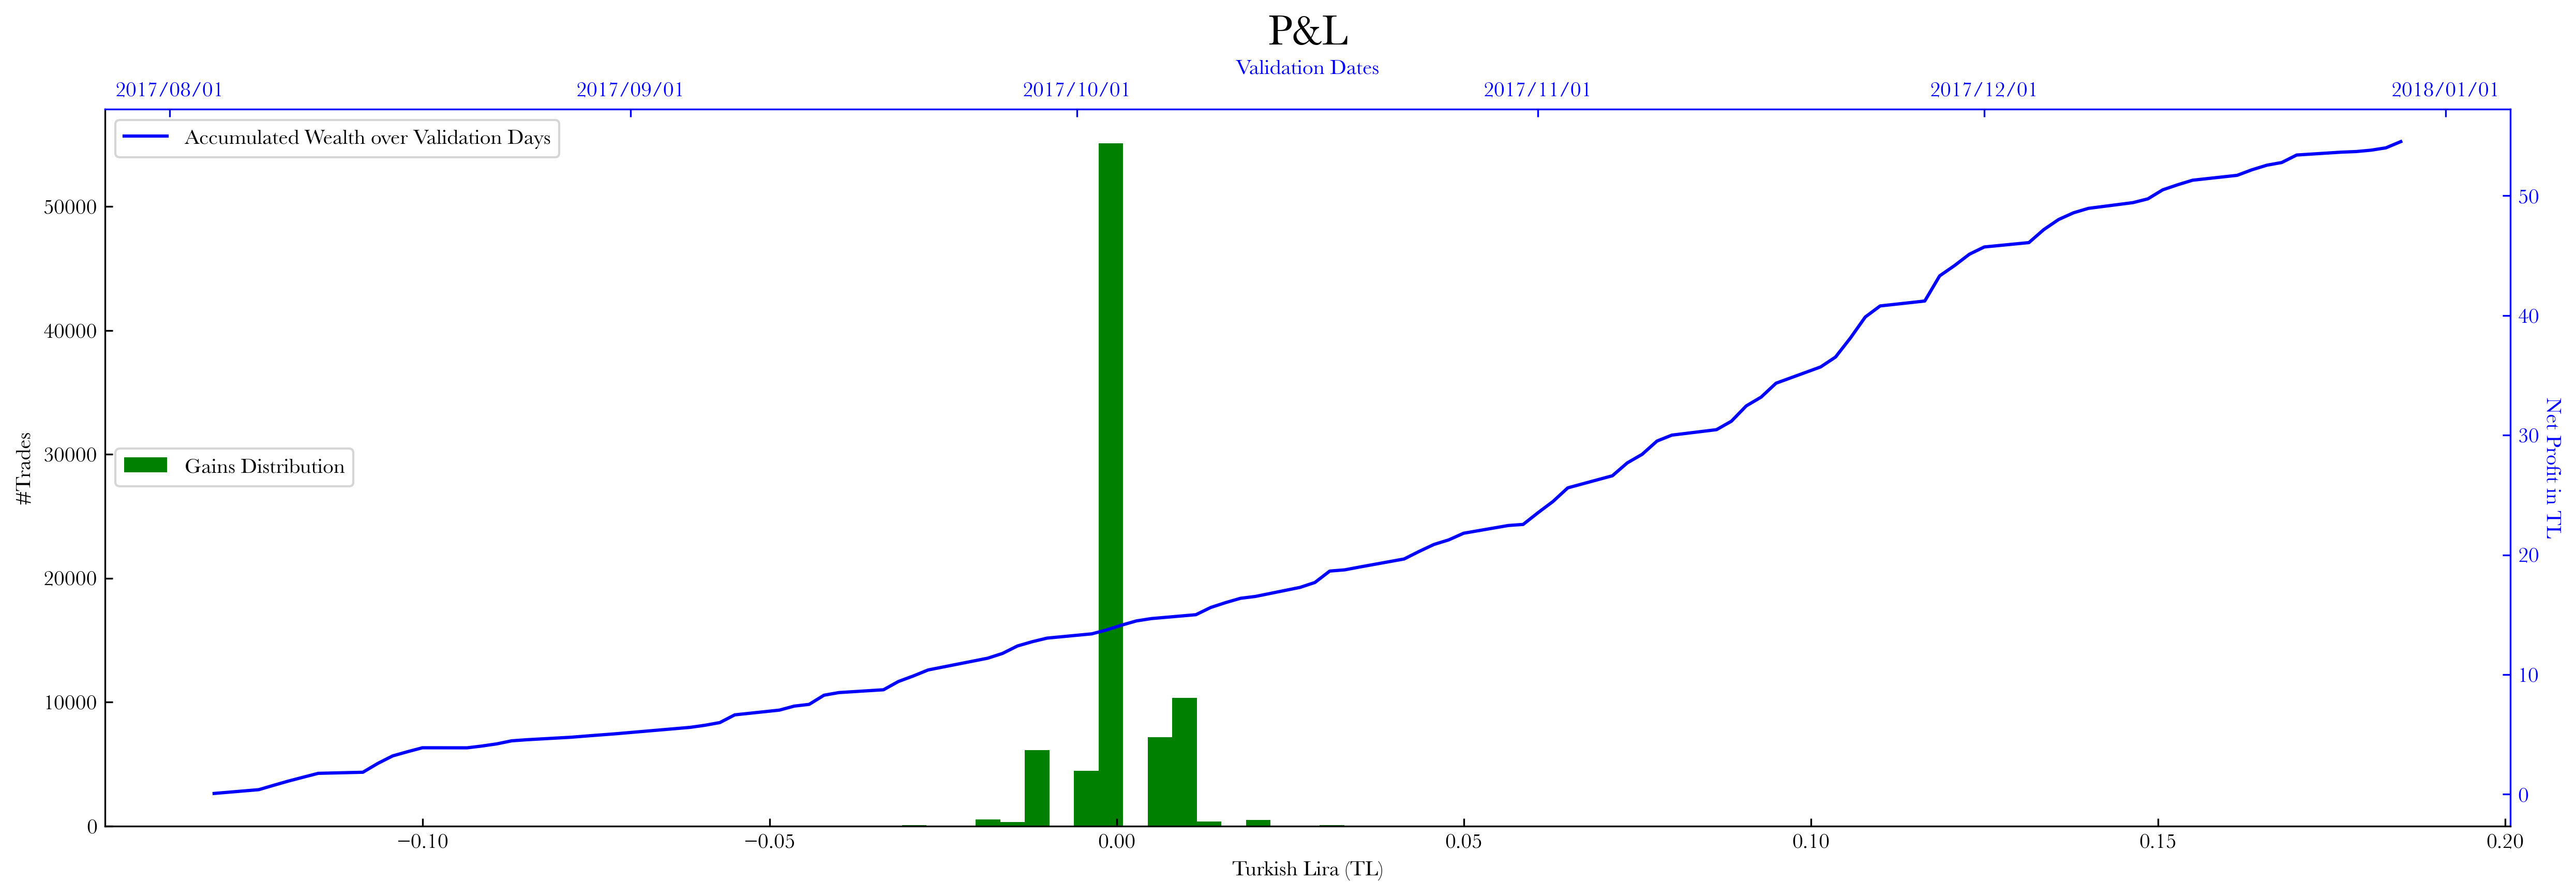 P&L
Validation Dates
2017/08/01 2017/09/01 2017/10/01 2017/11/01 2017/12/01 2018/01/01
Accumulated Wealth over Validation Days
Gains Distribution
#Trades
50000
40000
30000
20000
10000
0
Net Profit in TL
50
40
30
20
10
0
−0.10 −0.05 0.00 0.05 0.10 0.15 0.20
Turkish Lira (TL)